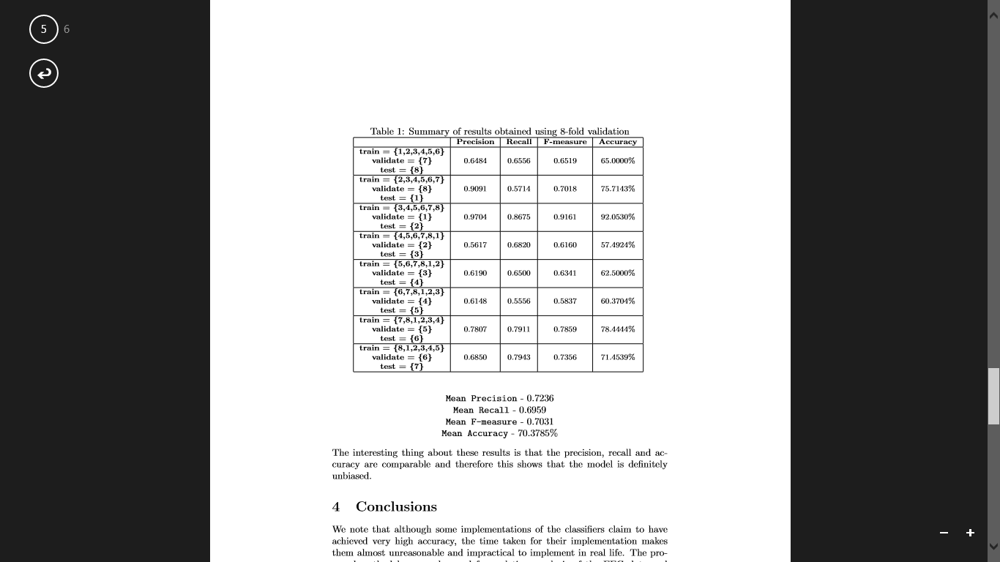 5 6
Table 1: Summary of results obtained using 8-fold validation
Precision Recall F-measure Accuracy
train = {1,2,3,4,5,6}
validate = {7}
test = {8}
0.6484 0.6556 0.6519 65.0000%
train = {2,3,4,5,6,7}
validate = {8}
test = {1}
0.9091 0.5714 0.7018 75.7143%
train = {3,4,5,6,7,8}
validate = {1}
test = {2}
0.9704 0.8675 0.9161 92.0530%
train = {4,5,6,7,8,1}
validate = {2}
test = {3}
0.5617 0.6820 0.6160 57.4924%
train = {5,6,7,8,1,2}
validate = {3}
test = {4}
0.6190 0.6500 0.6341 62.5000%
train = {6,7,8,1,2,3}
validate = {4}
test = {5}
0.6148 0.5556 0.5837 60.3704%
train = {7,8,1,2,3,4}
validate = {5}
test = {6}
0.7807 0.7911 0.7859 78.4444%
train = {8,1,2,3,4,5}
validate = {6}
test = {7}
0.6850 0.7943 0.7356 71.4539%
Mean Precision - 0.7236
Mean Recall - 0.6959
Mean F-measure - 0.7031
Mean Accuracy - 70.3785%
The interesting thing about these results is that the precision, recall and ac-
curacy are comparable and therefore this shows that the model is definitely
unbiased.
4 Conclusions
We note that although some implementations of the classifiers claim to have
achieved very high accuracy, the time taken for their implementation makes
them almost unreasonable and impractical to implement in real life. The pro-